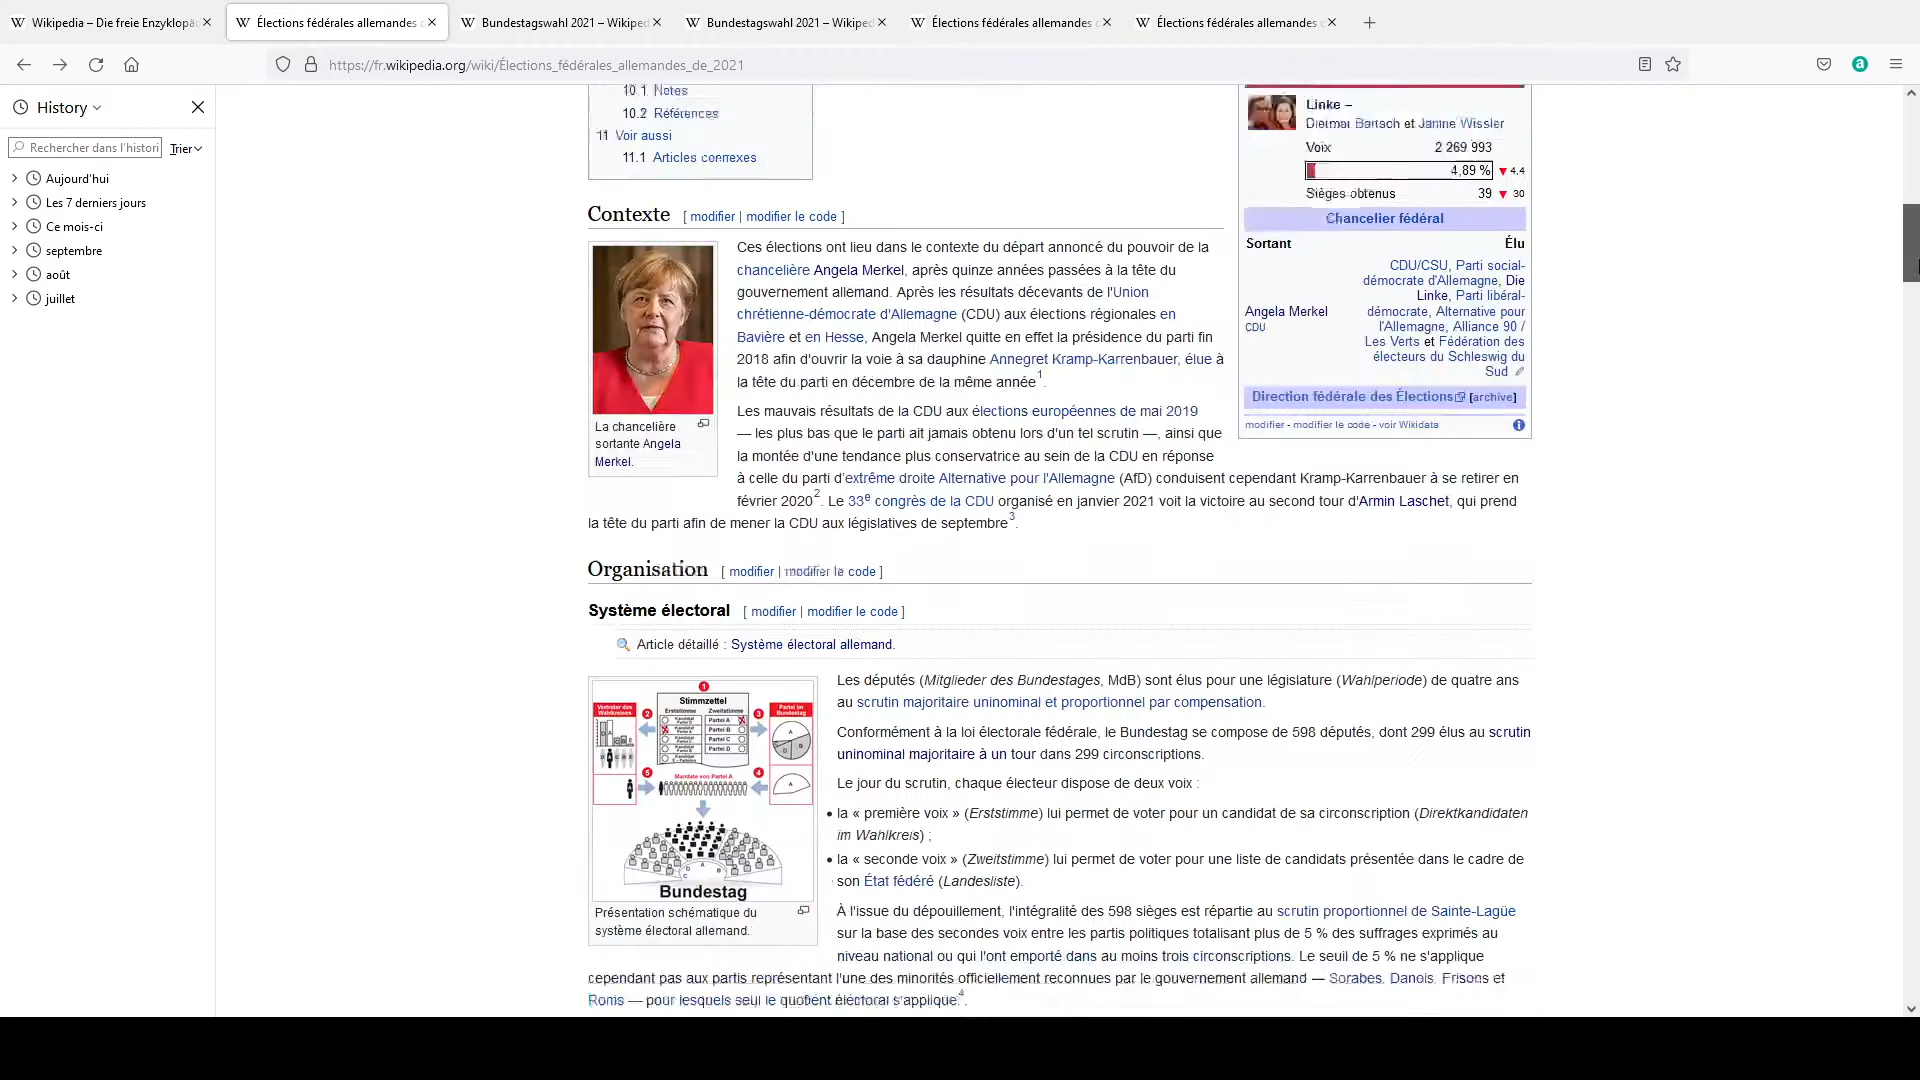 Wikipedia – Die freie Enzyklopäd
Élections fédérales allemandes d
Bundestagswahl 2021 – Wikiped
Bundestagswahl 2021 – Wikiped
Élections fédérales allemandes d
Élections fédérales allemandes d
https://fr.wikipedia.org/wiki/Élections_fédérales_allemandes_de_2021
History
Rechercher dans l'histori
Trier
Aujourd'hui
Les 7 derniers jours
Ce mois-ci
septembre
août
juillet
10.1 Notes
10.2 Références
11 Voir aussi
11.1 Articles connexes
Contexte [ modifier | modifier le code ]
La chancelière
sortante Angela
Merkel.
Ces élections ont lieu dans le contexte du départ annoncé du pouvoir de la
chancelière Angela Merkel, après quinze années passées à la tête du
gouvernement allemand. Après les résultats décevants de l'Union
chrétienne-démocrate d'Allemagne (CDU) aux élections régionales en
Bavière et en Hesse, Angela Merkel quitte en effet la présidence du parti fin
2018 afin d'ouvrir la voie à sa dauphine Annegret Kramp-Karrenbauer, élue à
la tête du parti en décembre de la même année1.
Les mauvais résultats de la CDU aux élections européennes de mai 2019
— les plus bas que le parti ait jamais obtenu lors d'un tel scrutin —, ainsi que
la montée d'une tendance plus conservatrice au sein de la CDU en réponse
à celle du parti d'extrême droite Alternative pour l'Allemagne (AfD) conduisent cependant Kramp-Karrenbauer à se retirer en
février 20202. Le 33e congrès de la CDU organisé en janvier 2021 voit la victoire au second tour d'Armin Laschet, qui prend
la tête du parti afin de mener la CDU aux législatives de septembre3.
Linke –
Dietmar Bartsch et Janine Wissler
Voix 2 269 993
4,89 % ▼ 4,4
Sièges obtenus 39 ▼ 30
Chancelier fédéral
Sortant Élu
Angela Merkel
CDU
CDU/CSU, Parti social-
démocrate d'Allemagne, Die
Linke, Parti libéral-
démocrate, Alternative pour
l'Allemagne, Alliance 90 /
Les Verts et Fédération des
électeurs du Schleswig du
Sud
Direction fédérale des Élections [archive]
modifier - modifier le code - voir Wikidata
Organisation [ modifier | modifier le code ]
Système électoral [ modifier | modifier le code ]
Article détaillé : Système électoral allemand.
1
Stimmzettel
Erststimme Zweitstimme
Vertreter des
Wahlkreises
2
3
Partei im
Bundestag
Partei A
Partei B
Partei C
Partei D
5
Mandate von Partei A
4
Bundestag
Présentation schématique du
système électoral allemand.
Les députés (Mitglieder des Bundestages, MdB) sont élus pour une législature (Wahlperiode) de quatre ans
au scrutin majoritaire uninominal et proportionnel par compensation.
Conformément à la loi électorale fédérale, le Bundestag se compose de 598 députés, dont 299 élus au scrutin
uninominal majoritaire à un tour dans 299 circonscriptions.
Le jour du scrutin, chaque électeur dispose de deux voix :
• la « première voix » (Erststimme) lui permet de voter pour un candidat de sa circonscription (Direktkandidaten
im Wahlkreis) ;
• la « seconde voix » (Zweitstimme) lui permet de voter pour une liste de candidats présentée dans le cadre de
son État fédéré (Landesliste).
À l'issue du dépouillement, l'intégralité des 598 sièges est répartie au scrutin proportionnel de Sainte-Lagüe
sur la base des secondes voix entre les partis politiques totalisant plus de 5 % des suffrages exprimés au
niveau national ou qui l'ont emporté dans au moins trois circonscriptions. Le seuil de 5 % ne s'applique
cependant pas aux partis représentant l'une des minorités officiellement reconnues par le gouvernement allemand — Sorabes, Danois, Frisons et
Roms — pour lesquels seul le quotient électoral s'applique4.